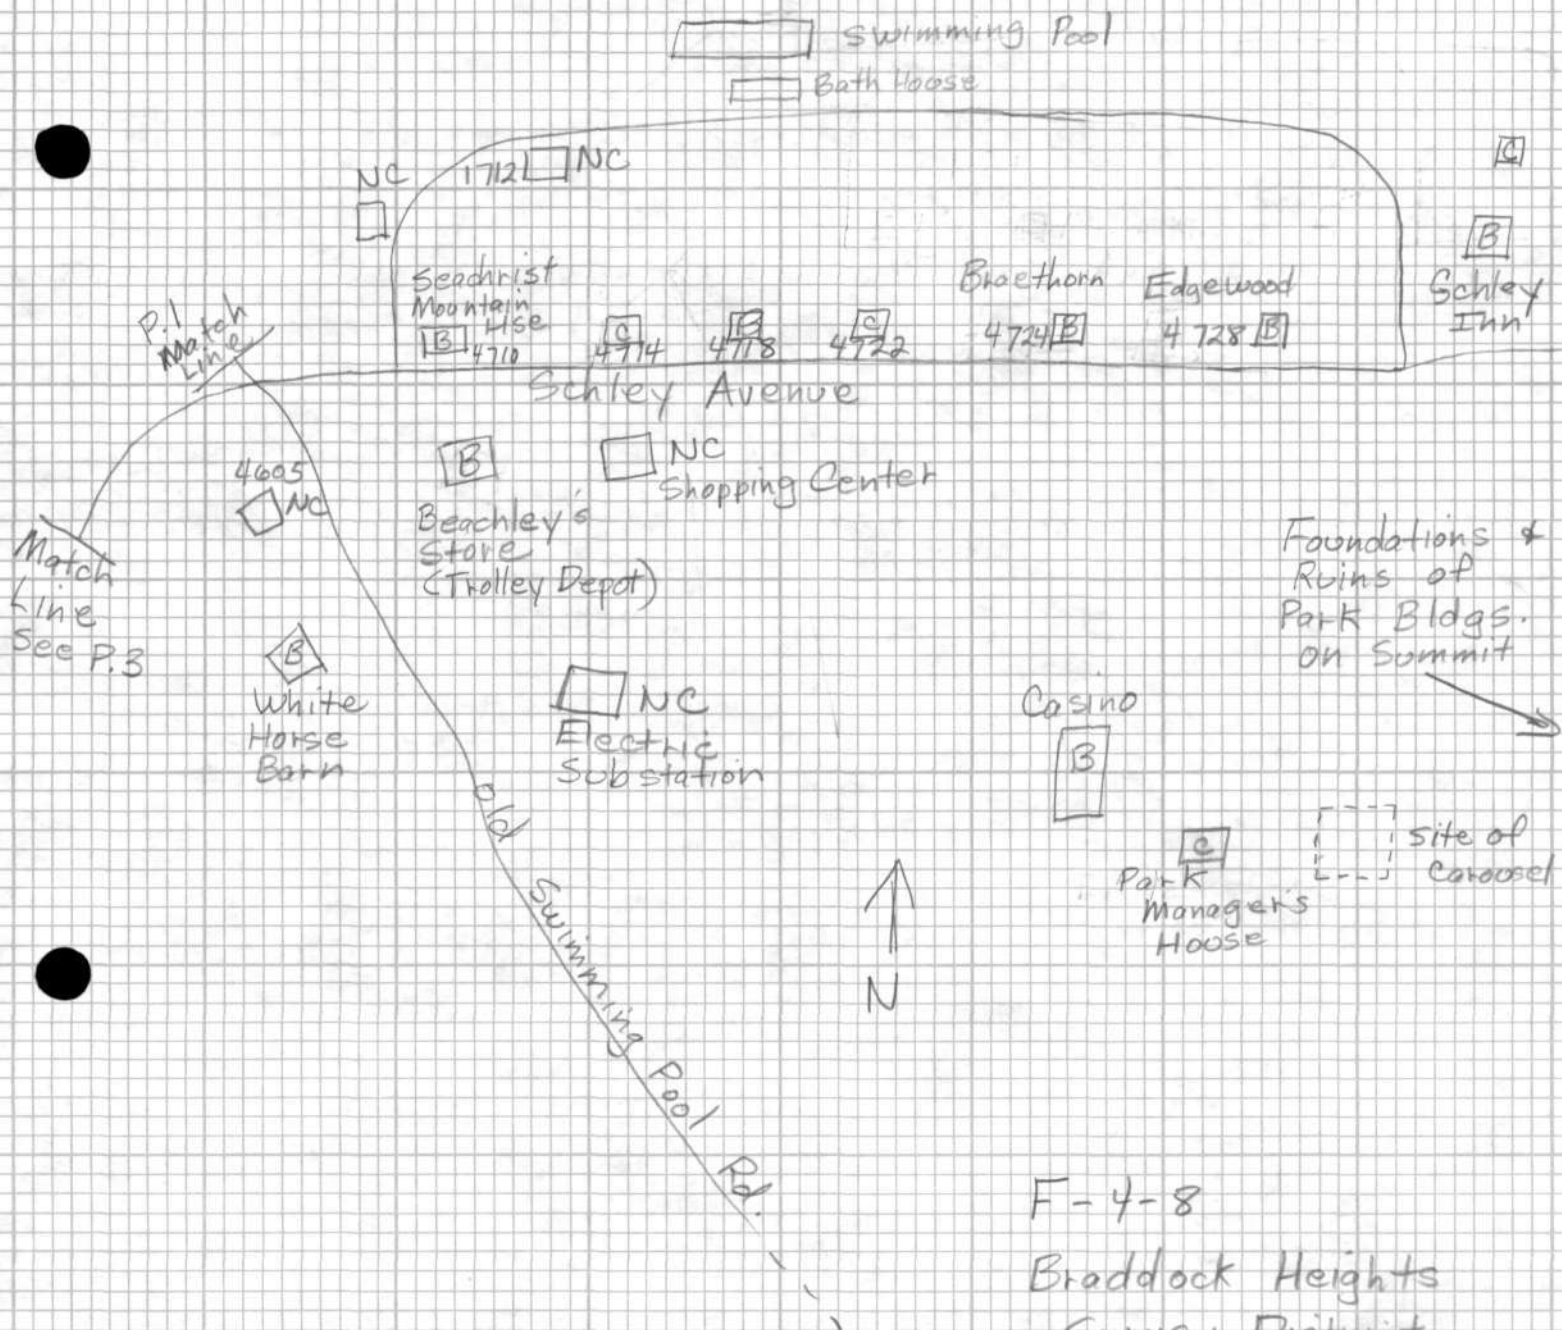 Swimming Pool
Bath House
NC
1712 NC
C
B
Schley
Inn
Seachrist
Mountain
Hse
B 4710
C
4714
B
4718
C
4722
Braethorn
4724 B
Edgewood
4728 B
P.1
Match
Line
Schley Avenue
4605
NC
B
Beachley's
Store
(Trolley Depot)
NC
Shopping Center
Match
Line
See P.3
B
White
Horse
Barn
NC
Electric
Substation
Foundations &
Ruins of
Park Bldgs.
on Summit
Casino
B
C
Park
Manager's
House
Site of
Carousel
Old Swimming Pool Rd.
N
F-4-8
Braddock Heights